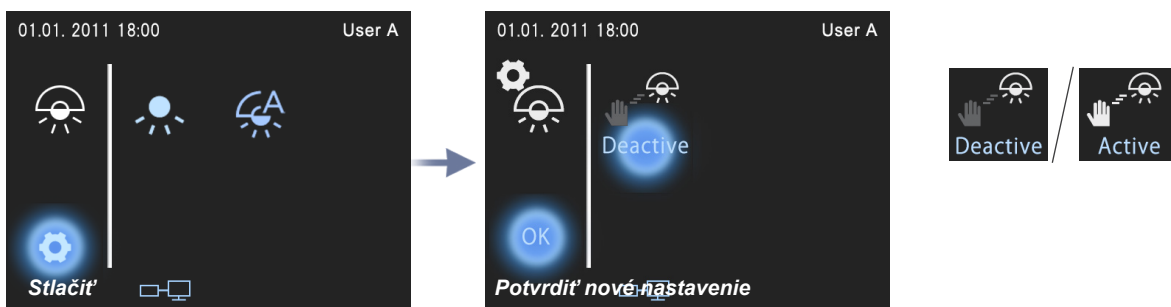 01.01. 2011 18:00 User A
A
Stlačiť
01.01. 2011 18:00 User A
Deactive
OK
Potvrdiť nové nastavenie
Deactive / Active